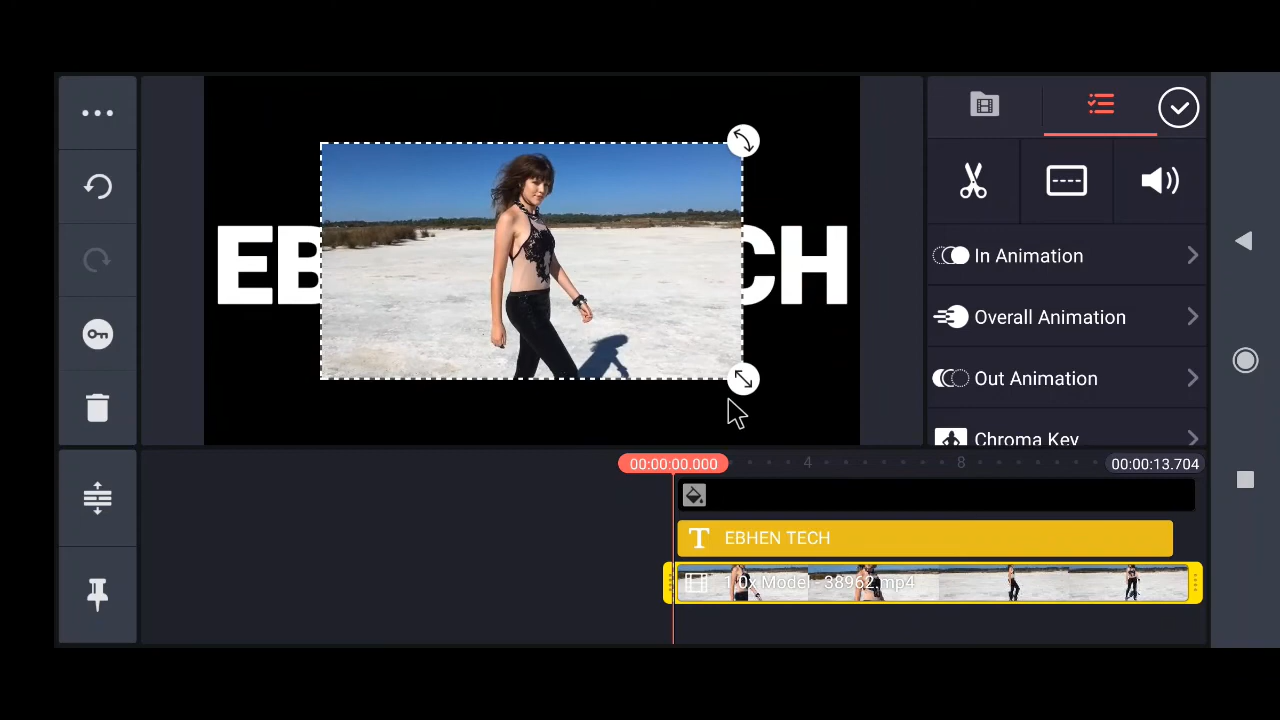 EB
CH
In Animation
Overall Animation
Out Animation
Chroma Key
00:00:00.000
4
8
00:00:13.704
T EBHEN TECH
1.0x Model - 38962.mp4